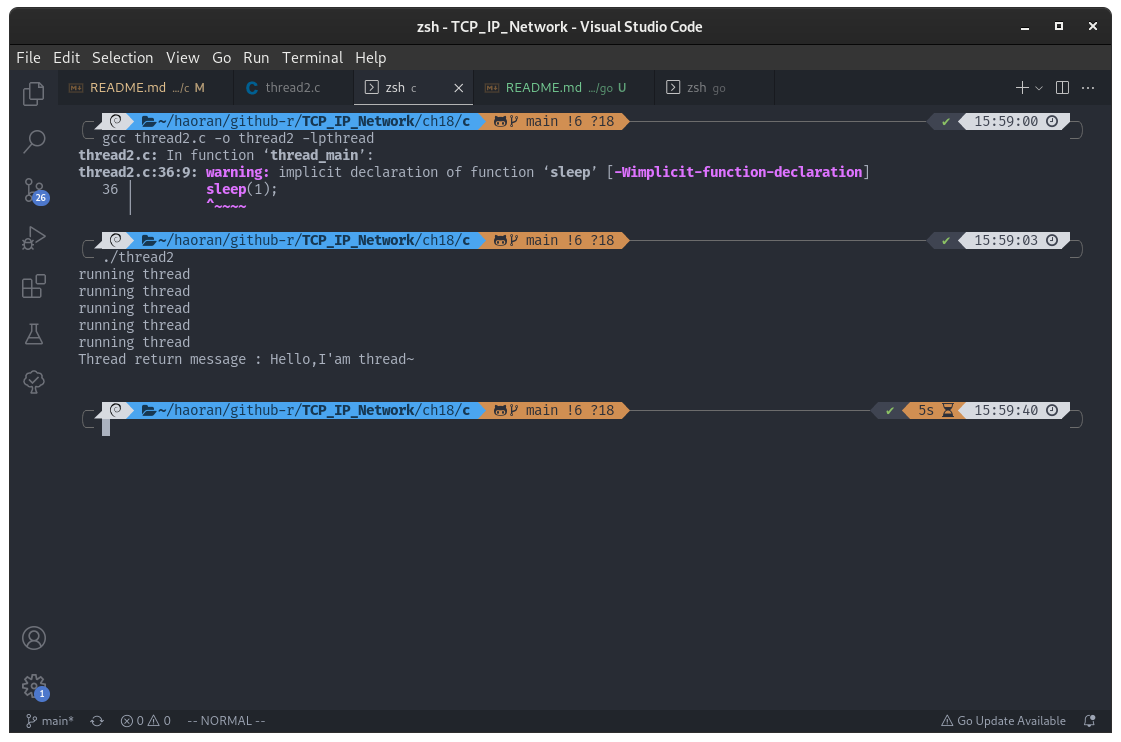 zsh - TCP_IP_Network - Visual Studio Code
File Edit Selection View Go Run Terminal Help
README.md .../c M thread2.c zsh c README.md .../go U zsh go
~/haoran/github-r/TCP_IP_Network/ch18/c main !6 ?18 ✔ 15:59:00
gcc thread2.c -o thread2 -lpthread
thread2.c: In function ‘thread_main’:
thread2.c:36:9: warning: implicit declaration of function ‘sleep’ [-Wimplicit-function-declaration]
36 | sleep(1);
| ^~~~~
~/haoran/github-r/TCP_IP_Network/ch18/c main !6 ?18 ✔ 15:59:03
./thread2
running thread
running thread
running thread
running thread
running thread
Thread return message : Hello,I'am thread~
~/haoran/github-r/TCP_IP_Network/ch18/c main !6 ?18 ✔ 5s 15:59:40
26
1
main* 0 0 -- NORMAL -- Go Update Available